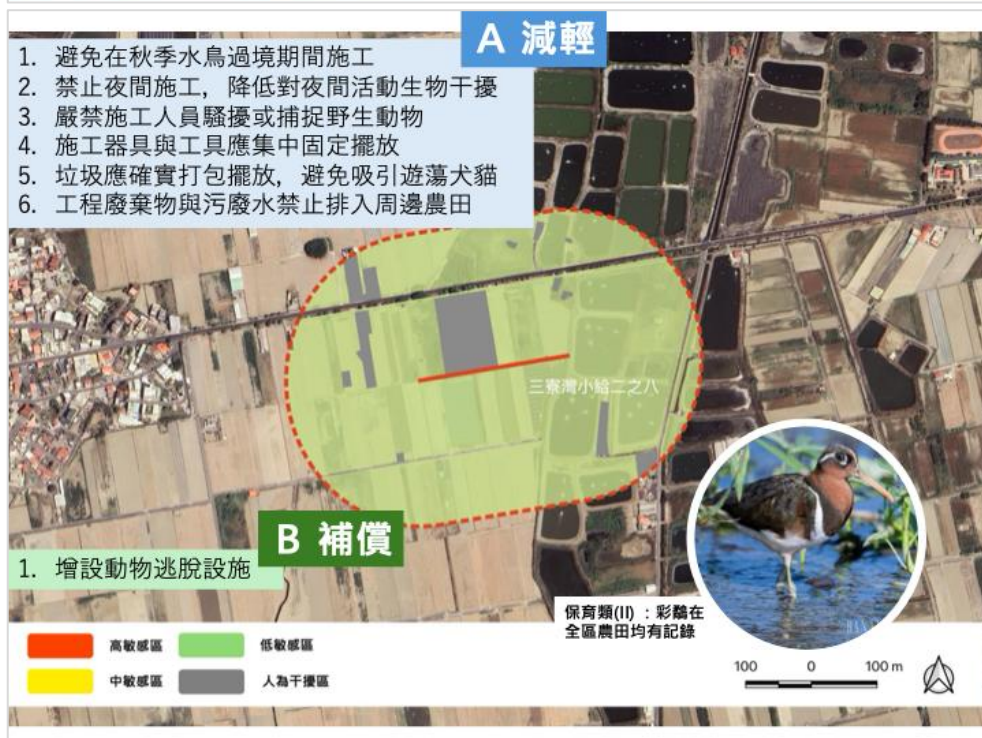 A 減輕
1. 避免在秋季水鳥過境期間施工
2. 禁止夜間施工，降低對夜間活動生物干擾
3. 嚴禁施工人員騷擾或捕捉野生動物
4. 施工器具與工具應集中固定擺放
5. 垃圾應確實打包擺放，避免吸引遊蕩犬貓
6. 工程廢棄物與污廢水禁止排入周邊農田
三寮灣小給二之八
B 補償
1. 增設動物逃脫設施
保育類(II)：彩鷸在
全區農田均有記錄
高敏感區 低敏感區
中敏感區 人為干擾區
100 0 100 m